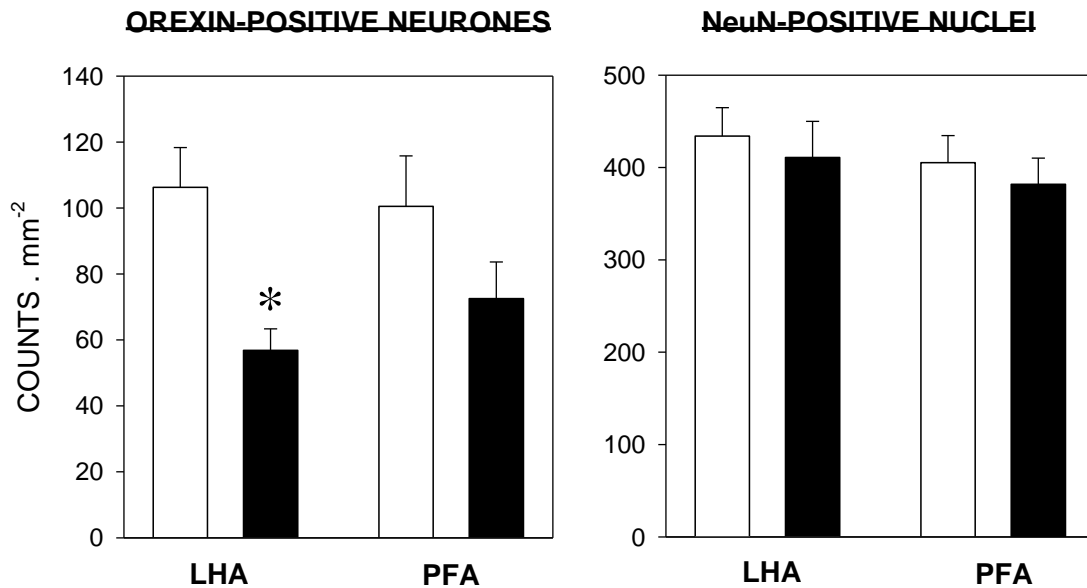 OREXIN-POSITIVE NEURONES
NeuN-POSITIVE NUCLEI
COUNTS . mm⁻²
140
120
100
80
60
40
20
0
*
LHA
PFA
500
400
300
200
100
0
LHA
PFA